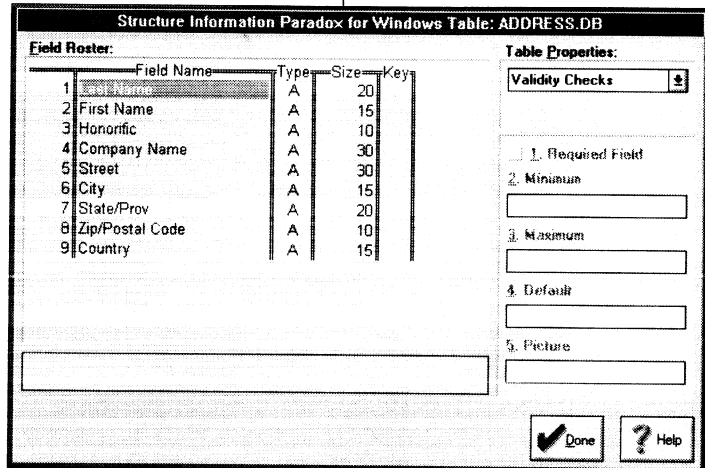 Structure Information Paradox for Windows Table: ADDRESS.DB
Field Roster:
Field Name Type Size Key
1 Last Name A 20
2 First Name A 15
3 Honorific A 10
4 Company Name A 30
5 Street A 30
6 City A 15
7 State/Prov A 20
8 Zip/Postal Code A 10
9 Country A 15
Table Properties:
Validity Checks
1. Required Field
2. Minimum
3. Maximum
4. Default
5. Picture
Done
? Help